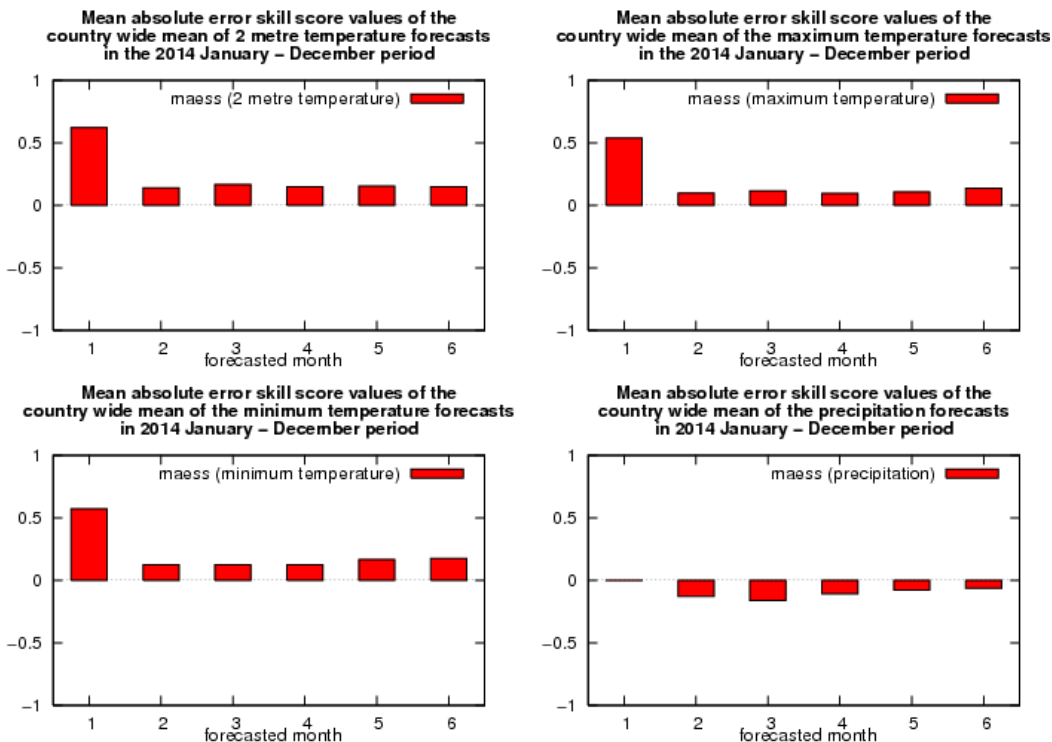 Mean absolute error skill score values of the
country wide mean of 2 metre temperature forecasts
in the 2014 January – December period
maess (2 metre temperature)
1
0.5
0
−0.5
−1
1 2 3 4 5 6
forecasted month
Mean absolute error skill score values of the
country wide mean of the maximum temperature forecasts
in the 2014 January – December period
maess (maximum temperature)
1
0.5
0
−0.5
−1
1 2 3 4 5 6
forecasted month
Mean absolute error skill score values of the
country wide mean of the minimum temperature forecasts
in 2014 January – December period
maess (minimum temperature)
1
0.5
0
−0.5
−1
1 2 3 4 5 6
forecasted month
Mean absolute error skill score values of the
country wide mean of the precipitation forecasts
in 2014 January – December period
maess (precipitation)
1
0.5
0
−0.5
−1
1 2 3 4 5 6
forecasted month